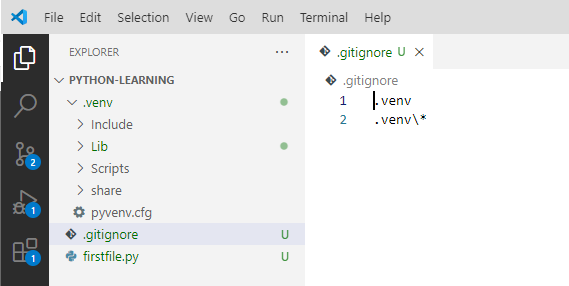 File Edit Selection View Go Run Terminal Help
EXPLORER ...
.gitignore U
PYTHON-LEARNING
.gitignore
.venv
1 .venv
Include
2 .venv\*
Lib
2
Scripts
share
1
pyvenv.cfg
.gitignore U
1
firstfile.py U